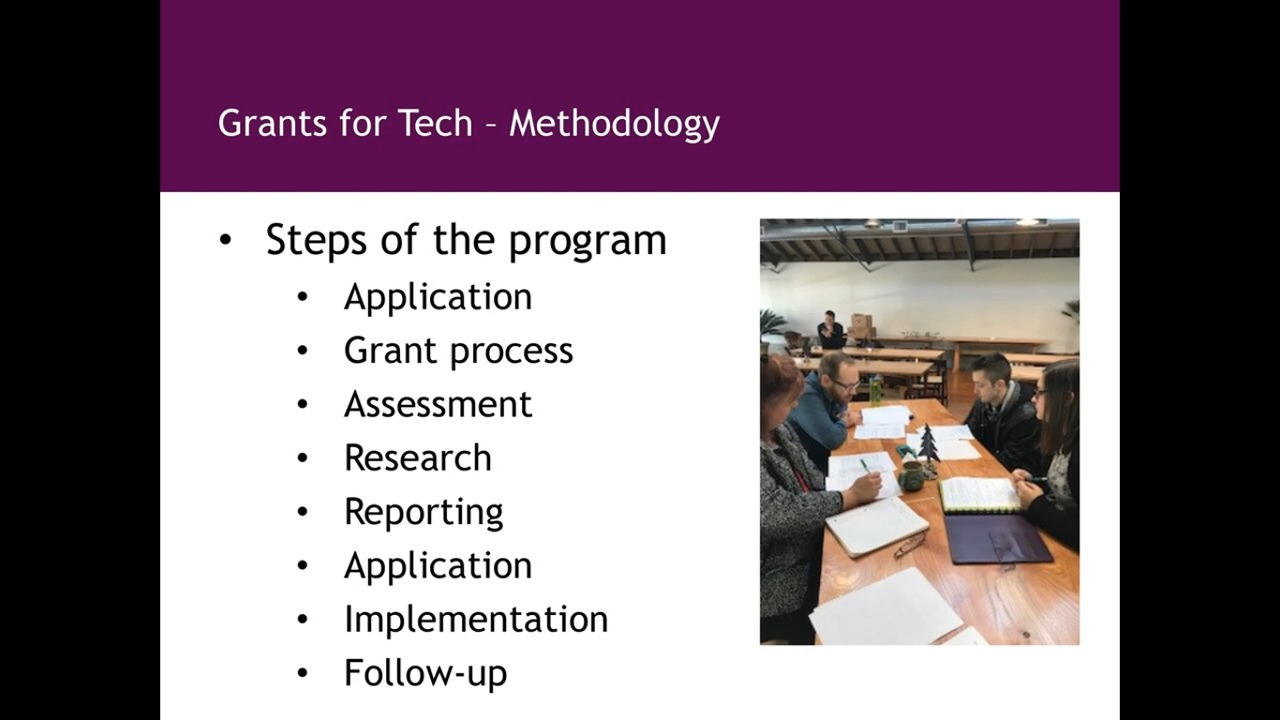 Grants for Tech – Methodology
• Steps of the program
• Application
• Grant process
• Assessment
• Research
• Reporting
• Application
• Implementation
• Follow-up